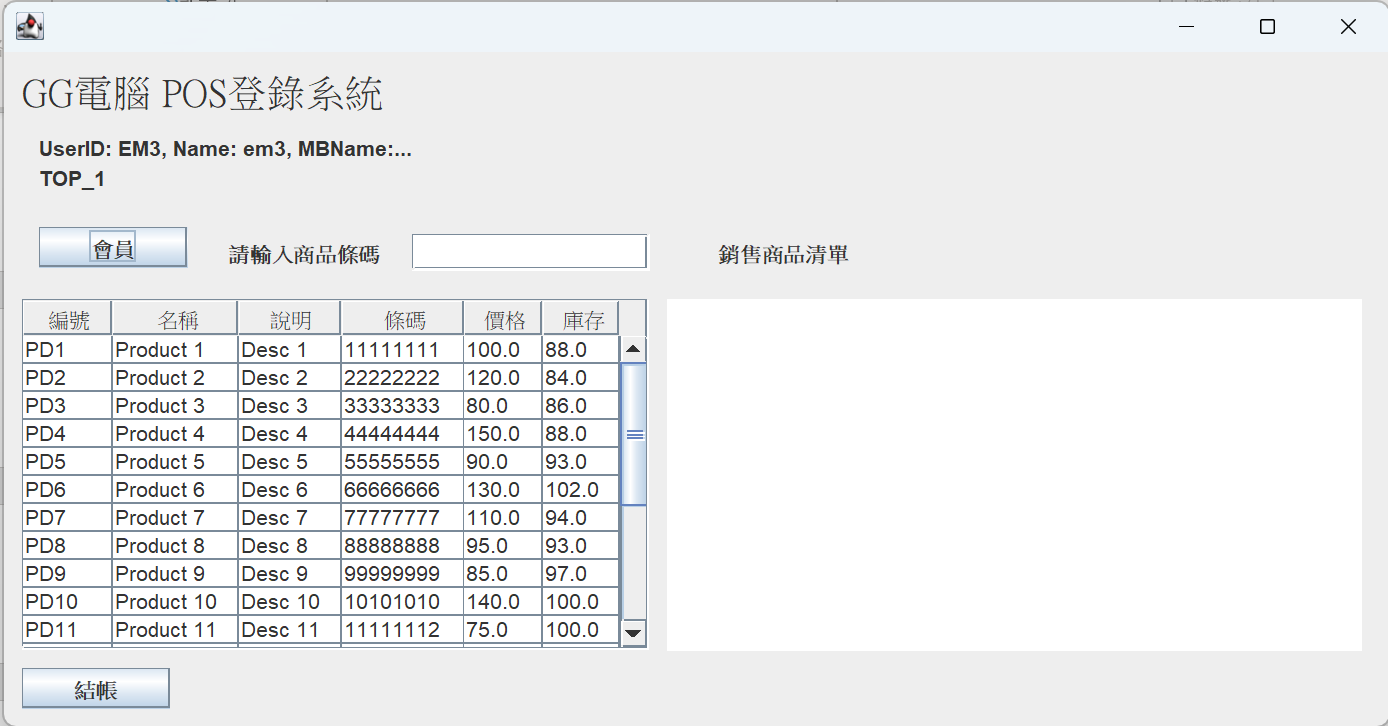 GG電腦 POS登錄系統
UserID: EM3, Name: em3, MBName:...
TOP_1
會員 請輸入商品條碼 銷售商品清單
編號 名稱 說明 條碼 價格 庫存
PD1 Product 1 Desc 1 11111111 100.0 88.0
PD2 Product 2 Desc 2 22222222 120.0 84.0
PD3 Product 3 Desc 3 33333333 80.0 86.0
PD4 Product 4 Desc 4 44444444 150.0 88.0
PD5 Product 5 Desc 5 55555555 90.0 93.0
PD6 Product 6 Desc 6 66666666 130.0 102.0
PD7 Product 7 Desc 7 77777777 110.0 94.0
PD8 Product 8 Desc 8 88888888 95.0 93.0
PD9 Product 9 Desc 9 99999999 85.0 97.0
PD10 Product 10 Desc 10 10101010 140.0 100.0
PD11 Product 11 Desc 11 11111112 75.0 100.0
結帳